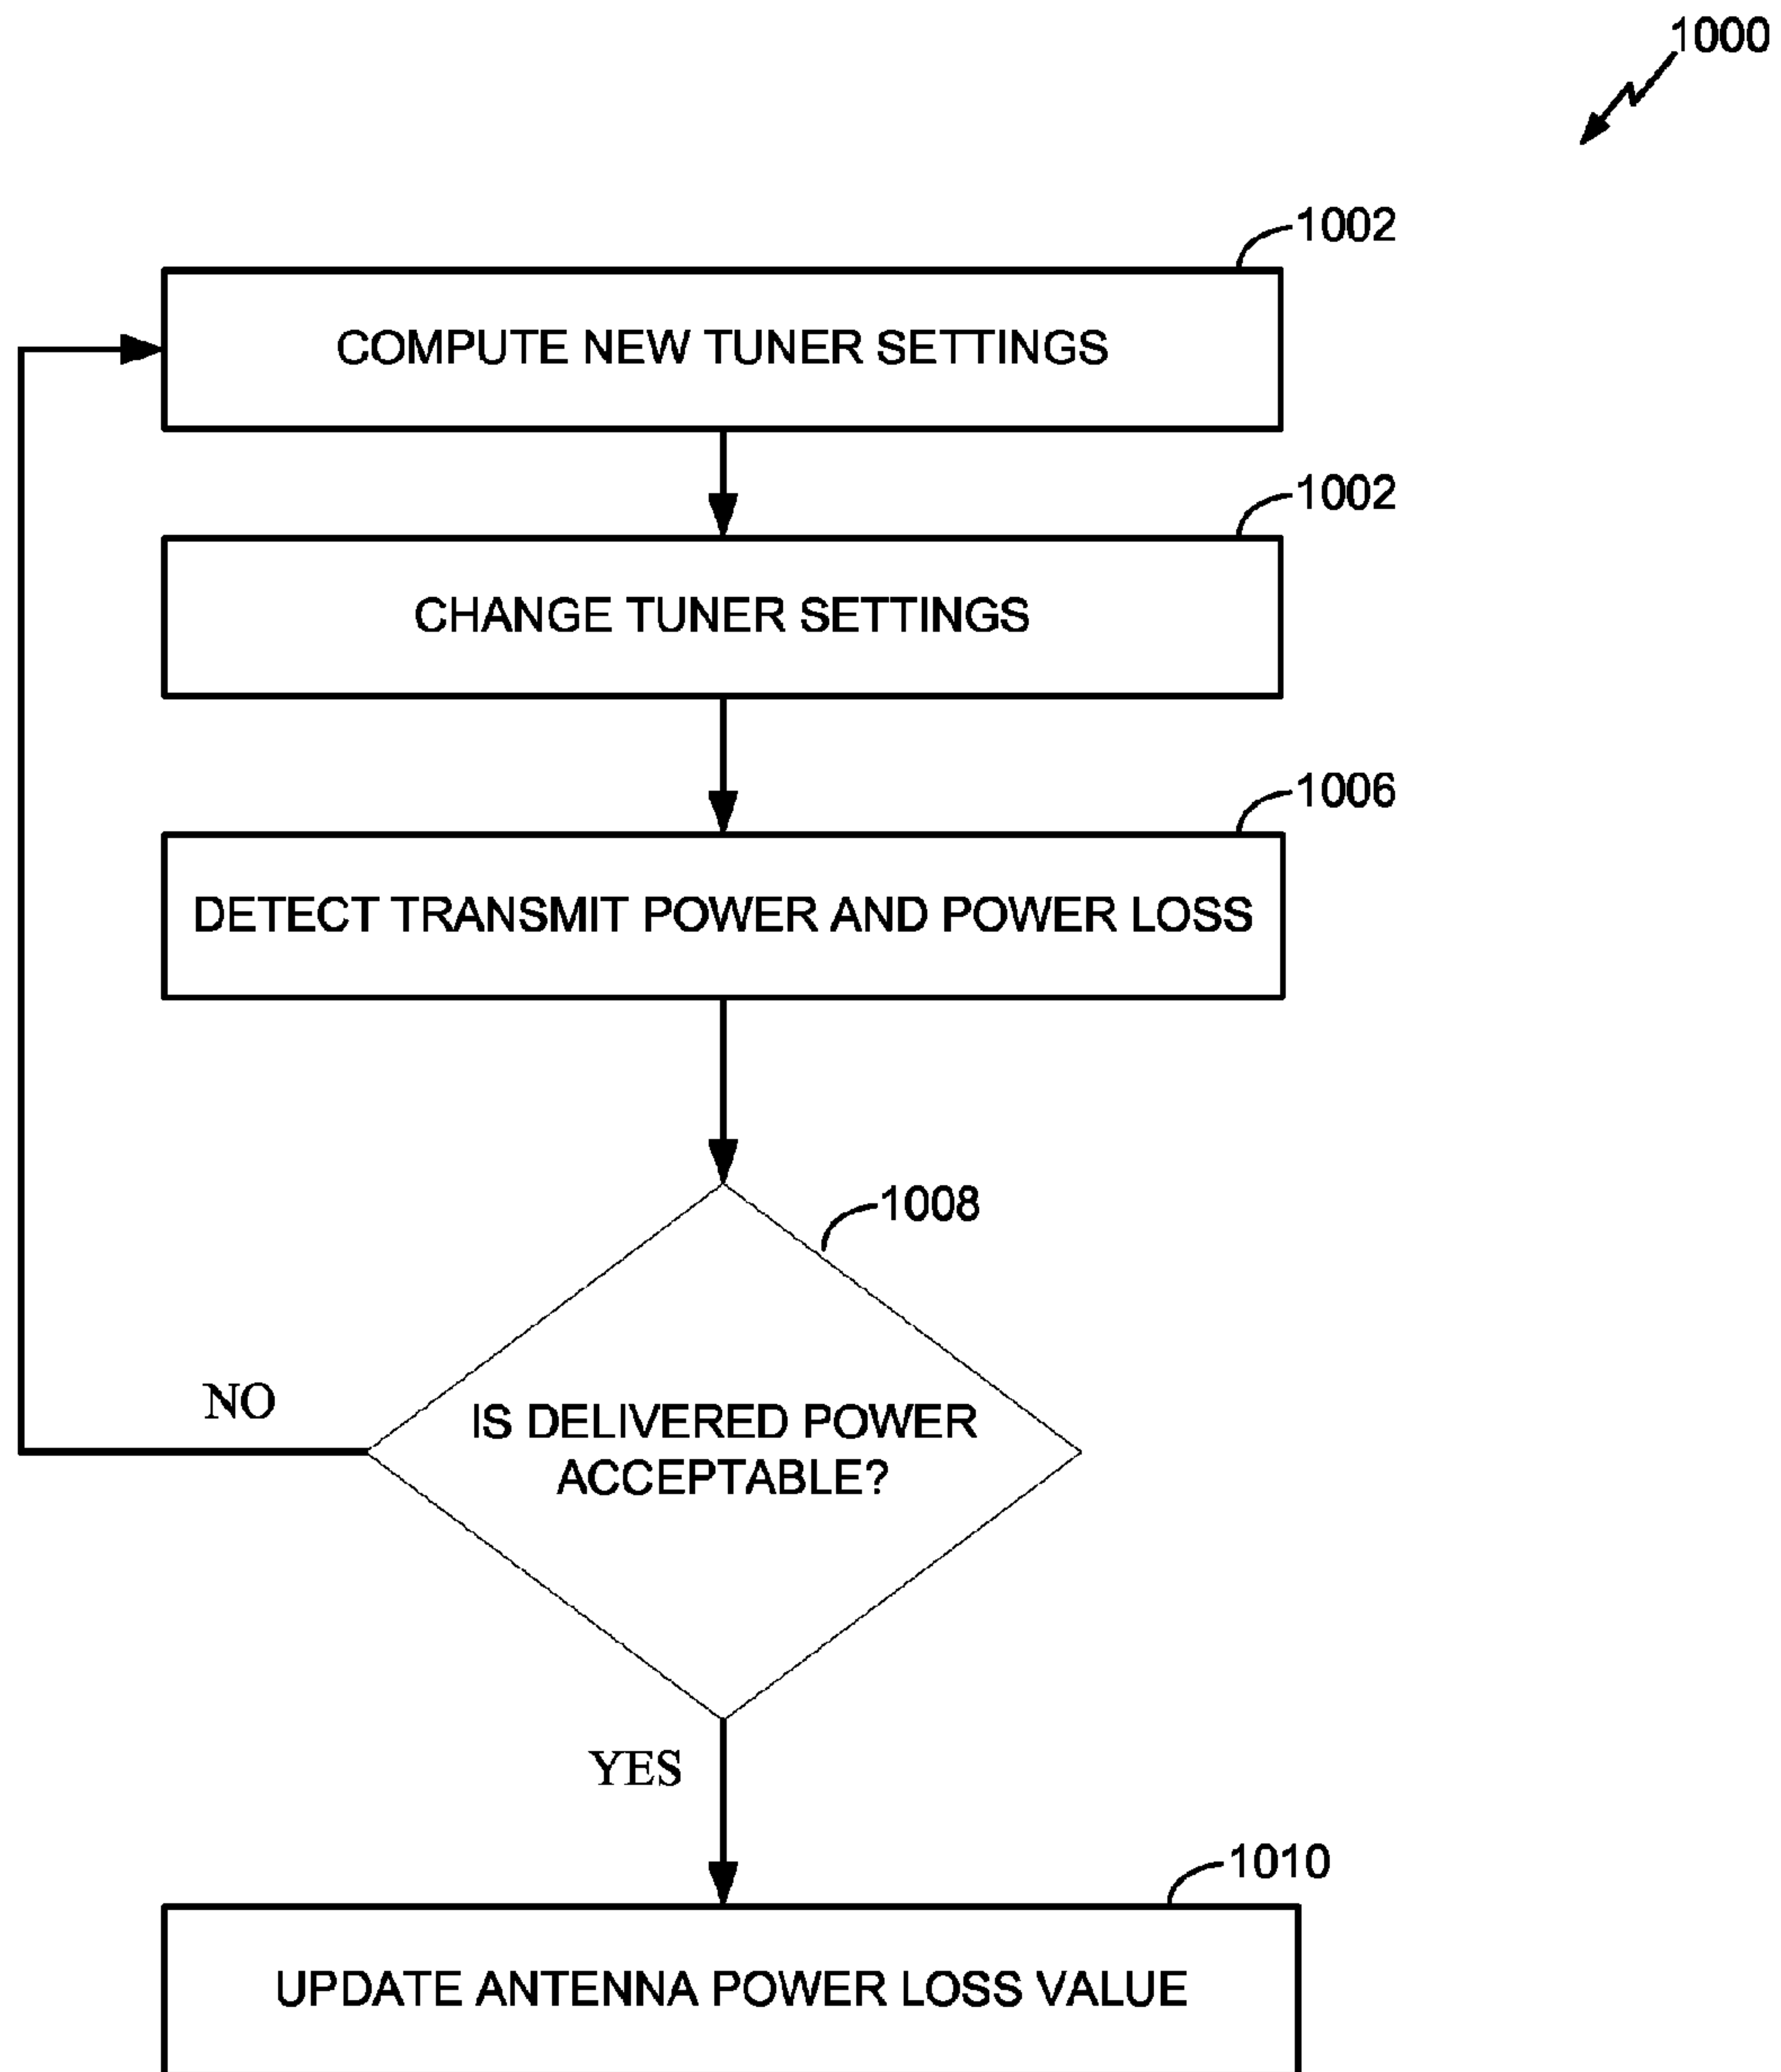 1000
1002
COMPUTE NEW TUNER SETTINGS
1002
CHANGE TUNER SETTINGS
1006
DETECT TRANSMIT POWER AND POWER LOSS
1008
IS DELIVERED POWER
ACCEPTABLE?
NO
YES
1010
UPDATE ANTENNA POWER LOSS VALUE